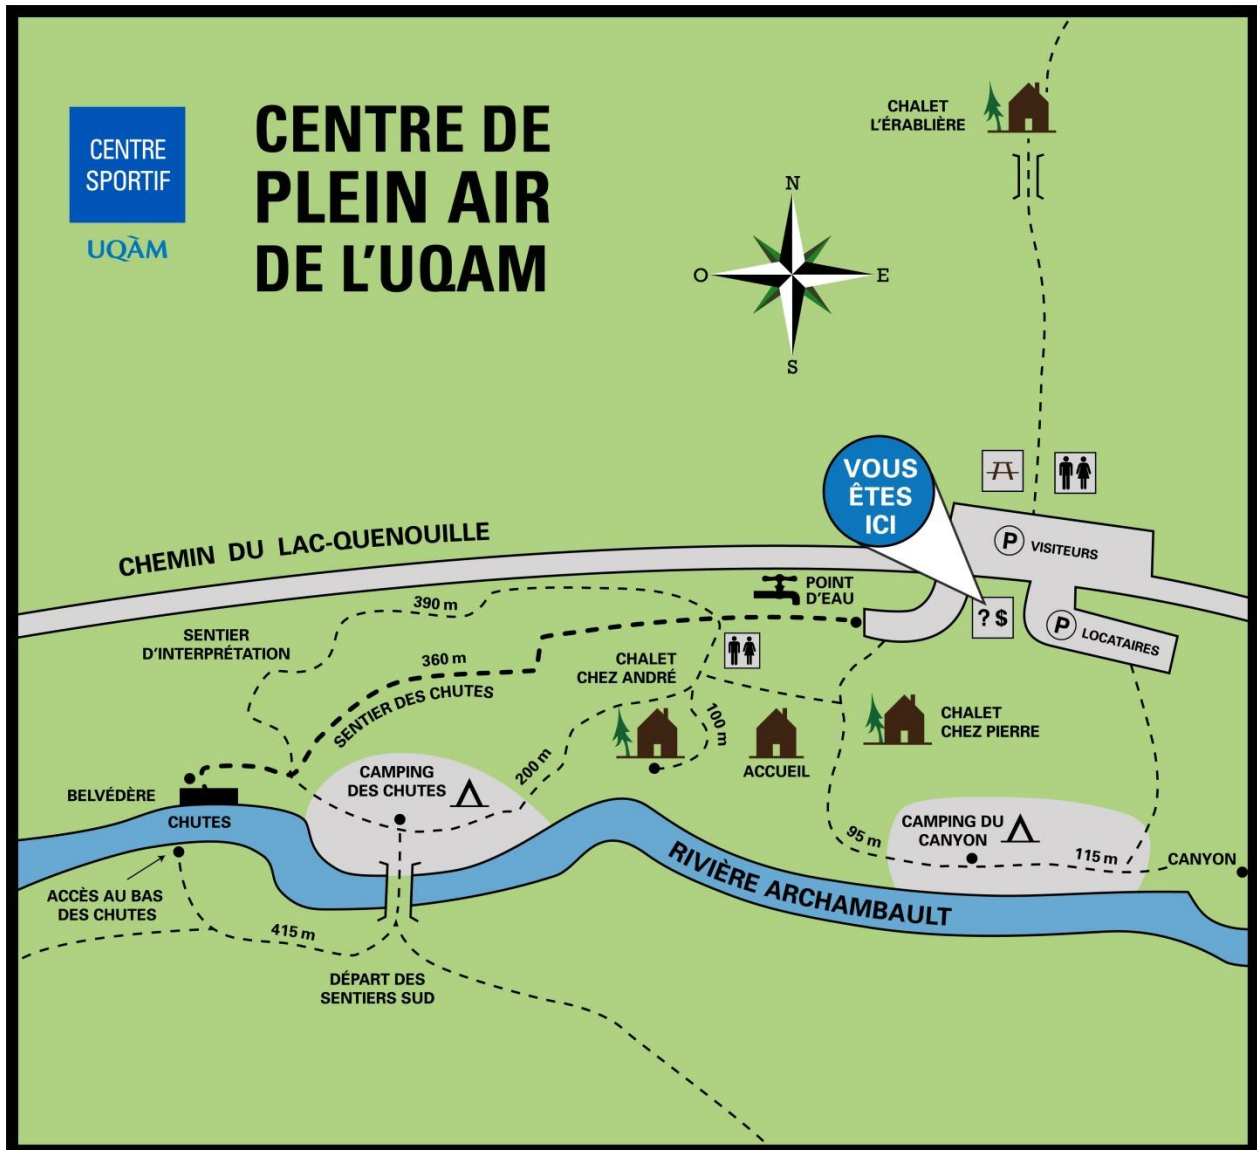 CENTRE
SPORTIF
UQÀM
CENTRE DE
PLEIN AIR
DE L'UQAM
CHALET
L'ÉRABLIÈRE
N
O
E
S
VOUS
ÊTES
ICI
P VISITEURS
CHEMIN DU LAC-QUENOUILLE
POINT
D'EAU
? $
P LOCATAIRES
390 m
SENTIER
D'INTERPRÉTATION
360 m
SENTIER DES CHUTES
CHALET
CHEZ ANDRÉ
100 m
ACCUEIL
CHALET
CHEZ PIERRE
200 m
CAMPING
DES CHUTES
BELVÉDÈRE
CHUTES
CAMPING DU
CANYON
95 m
115 m
CANYON
RIVIÈRE ARCHAMBAULT
ACCÈS AU BAS
DES CHUTES
415 m
DÉPART DES
SENTIERS SUD